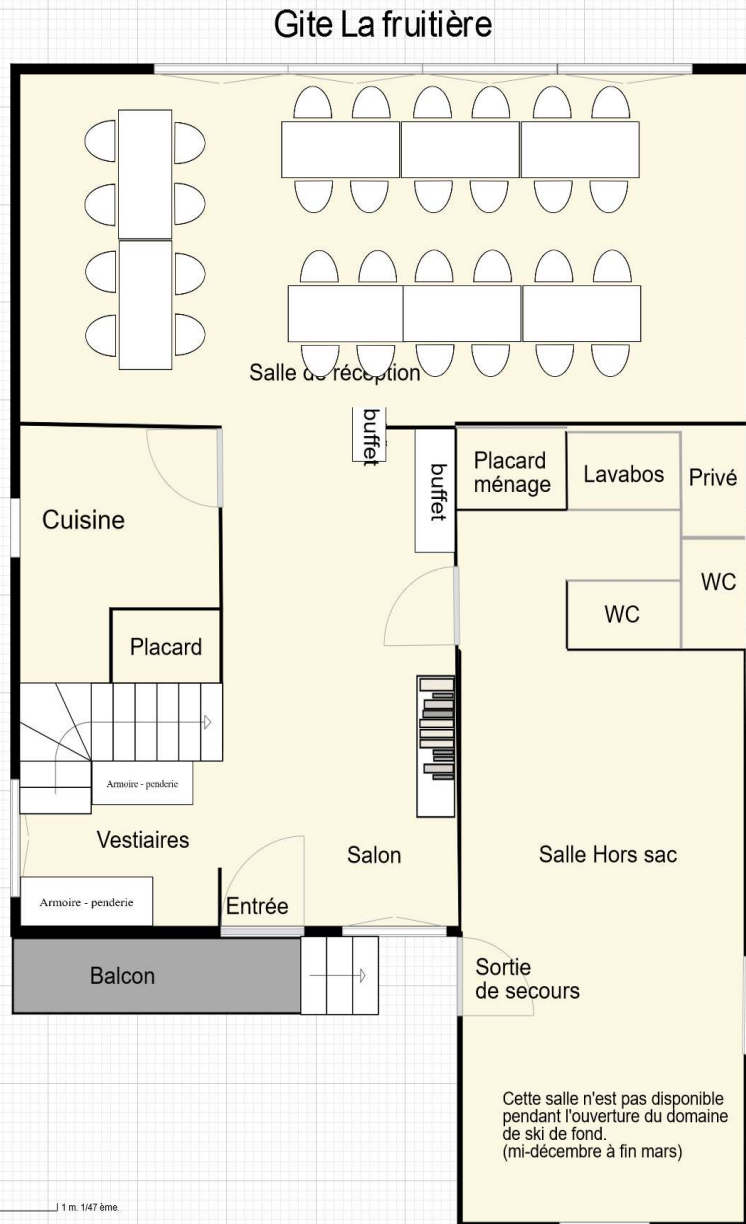 Gite La fruitière
Salle de réception
buffet
buffet
Placard
ménage
Lavabos
Privé
Cuisine
WC
WC
Placard
Armoire - penderie
Vestiaires
Salon
Salle Hors sac
Armoire - penderie
Entrée
Balcon
Sortie
de secours
Cette salle n'est pas disponible
pendant l'ouverture du domaine
de ski de fond.
(mi-décembre à fin mars)
1 m. 1/47 ème.